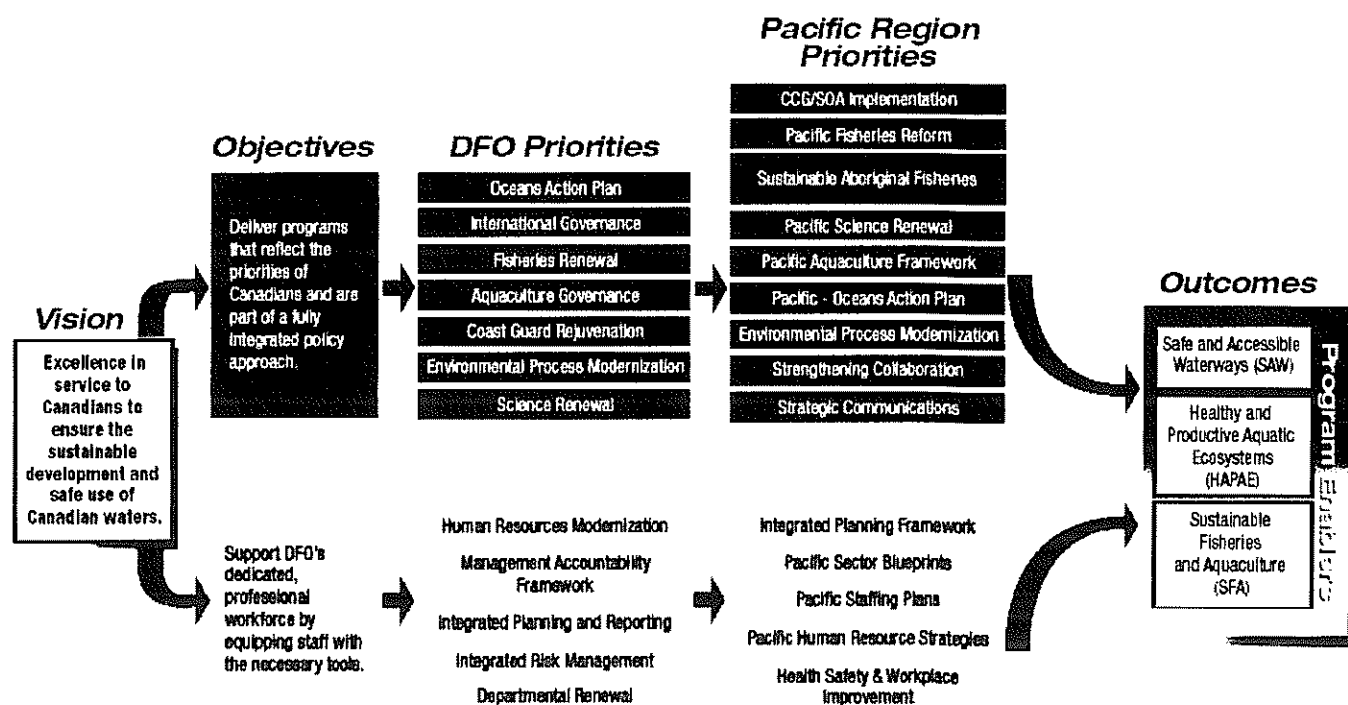 Vision
Excellence in
service to
Canadians to
ensure the
sustainable
development and
safe use of
Canadian waters.
Objectives
Deliver programs
that reflect the
priorities of
Canadians and are
part of a fully
integrated policy
approach.
Support DFO's
dedicated,
professional
workforce by
equipping staff with
the necessary tools.
DFO Priorities
Oceans Action Plan
International Governance
Fisheries Renewal
Aquaculture Governance
Coast Guard Rejuvenation
Environmental Process Modernization
Science Renewal
Human Resources Modernization
Management Accountability
Framework
Integrated Planning and Reporting
Integrated Risk Management
Departmental Renewal
Pacific Region
Priorities
CCG/SOA Implementation
Pacific Fisheries Reform
Sustainable Aboriginal Fisheries
Pacific Science Renewal
Pacific Aquaculture Framework
Pacific - Oceans Action Plan
Environmental Process Modernization
Strengthening Collaboration
Strategic Communications
Integrated Planning Framework
Pacific Sector Blueprints
Pacific Staffing Plans
Pacific Human Resource Strategies
Health Safety & Workplace
Improvement
Outcomes
Safe and Accessible
Waterways (SAW)
Healthy and
Productive Aquatic
Ecosystems
(HAPAE)
Sustainable
Fisheries
and Aquaculture
(SFA)
Program Enablers